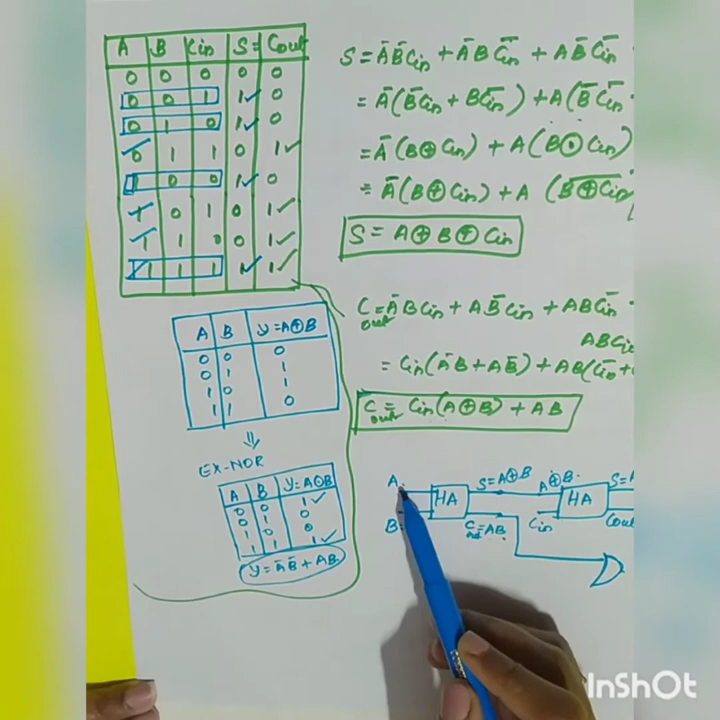 A B Cin S= Cout
0 0 0 0 0
0 0 1 1✓ 0
0 1 0 1✓ 0
0 1 1 0 1✓
1 0 0 1✓ 0
1 0 1 0 1✓
1 1 0 0 1✓
1 1 1 1✓ 1✓
S = ĀB̄Cin + ĀBC̄in + AB̄C̄in
= Ā(B̄Cin + BC̄in) + A(B̄C̄in
= Ā(B⊕Cin) + A(B⊙Cin)
= Ā(B⊕Cin) + A (B⊕Cin)̅
S = A⊕B⊕Cin
Cout = ĀBCin + AB̄Cin + ABC̄in
ABCin
= Cin(ĀB + AB̄) + AB(C̄in +
Cout = Cin(A⊕B) + AB
A B Y=A⊕B
0 0 0
0 1 1
1 0 1
1 1 0
⇓
EX-NOR
A B Y=A⊙B
0 0 1✓
0 1 0
1 0 0
1 1 1✓
Y=ĀB̄ + AB
A HA S=A⊕B A⊕B HA S=A
B Cout=AB Cin Cout
InShOt